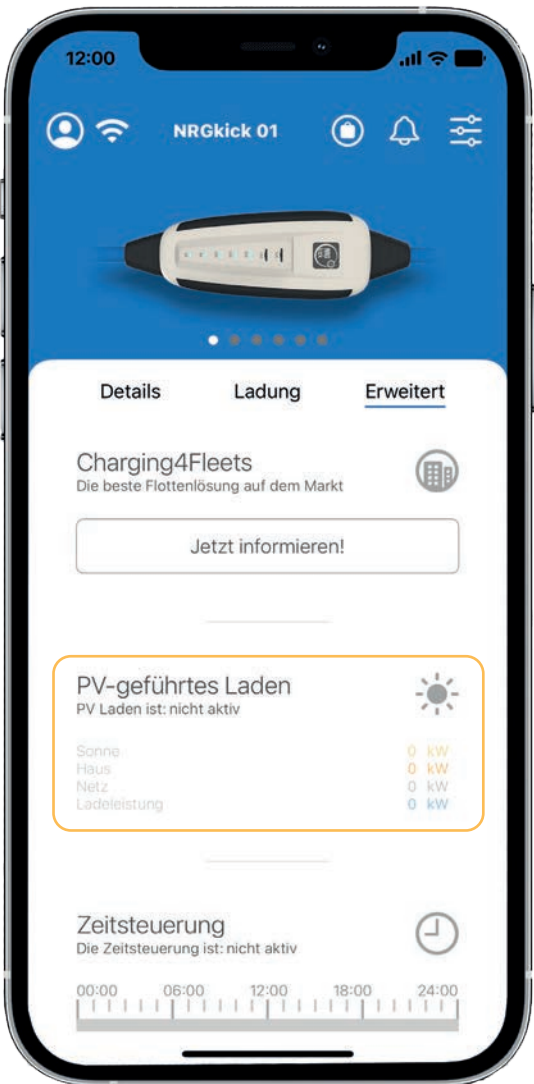 12:00
NRGkick 01
Details Ladung Erweitert
Charging4Fleets
Die beste Flottenlösung auf dem Markt
Jetzt informieren!
PV-geführtes Laden
PV Laden ist: nicht aktiv
Sonne 0 kW
Haus 0 kW
Netz 0 kW
Ladeleistung 0 kW
Zeitsteuerung
Die Zeitsteuerung ist: nicht aktiv
00:00 06:00 12:00 18:00 24:00